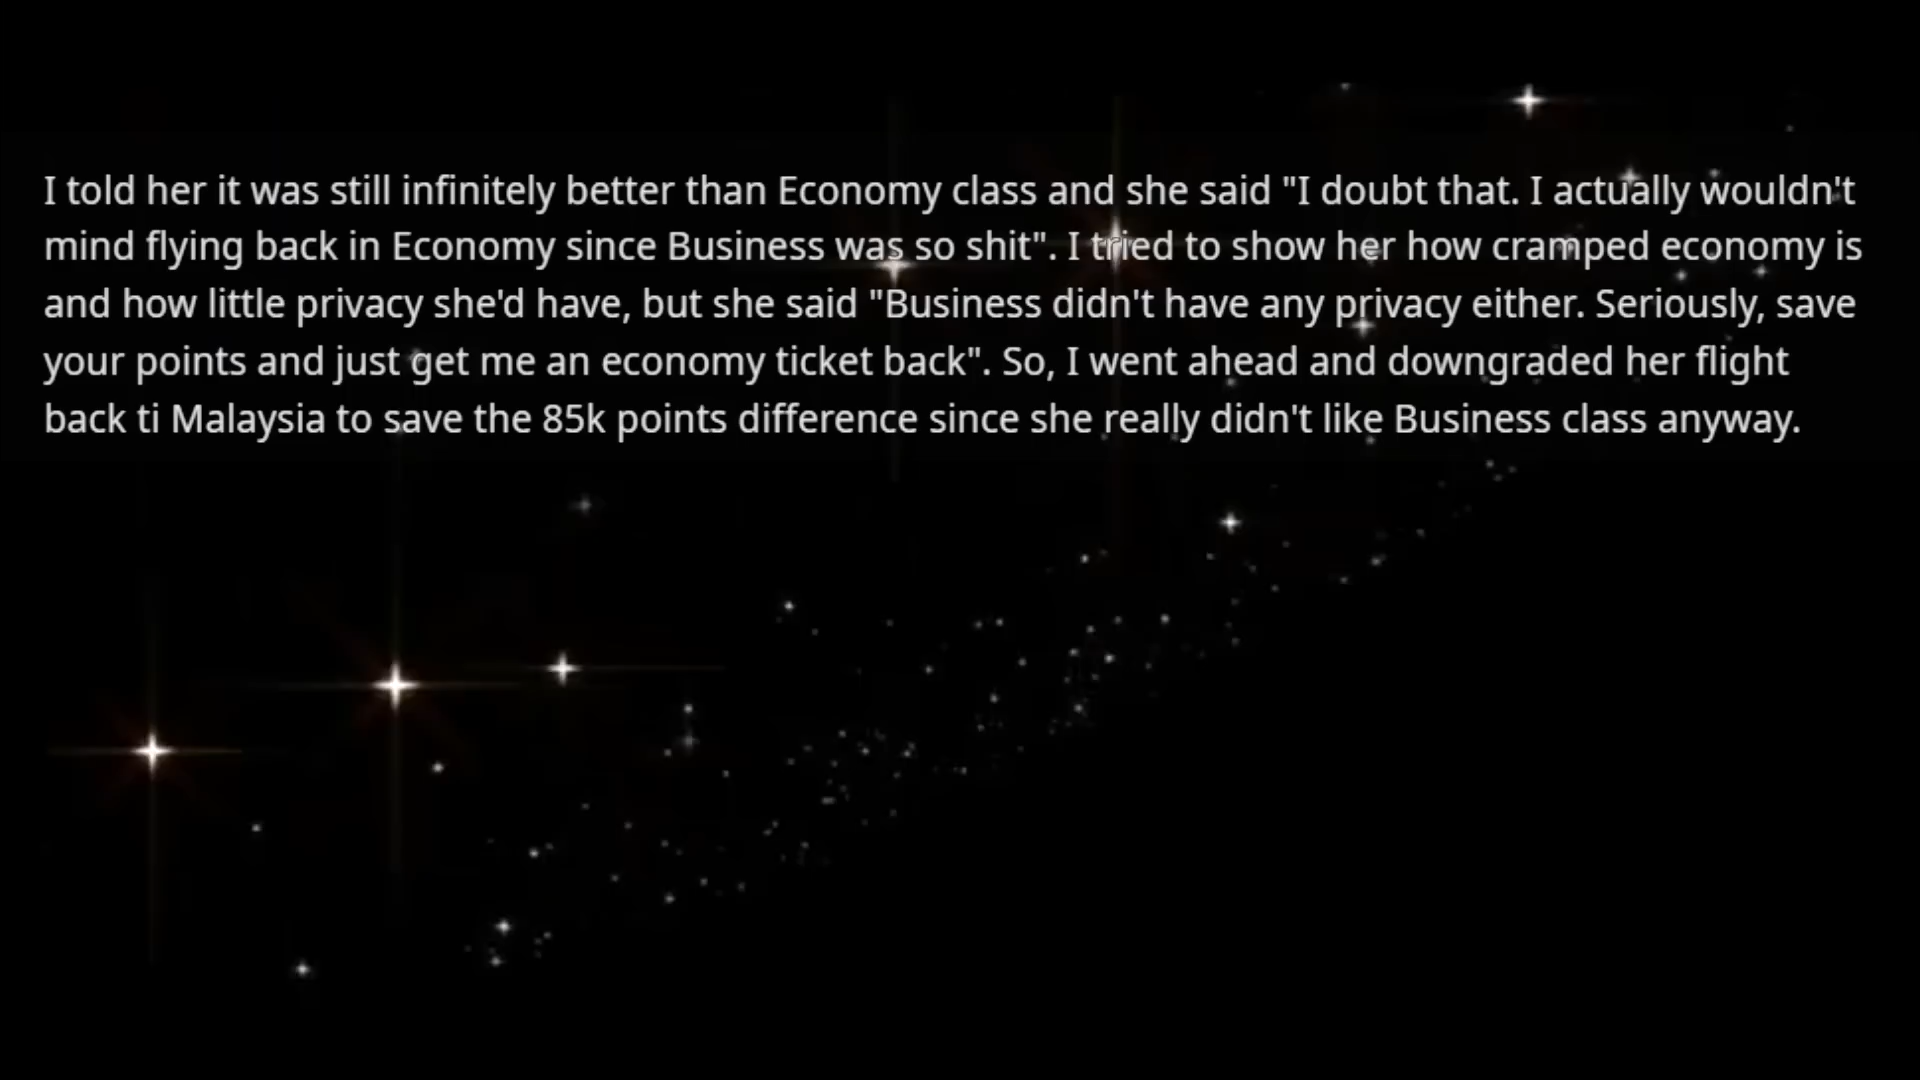 I told her it was still infinitely better than Economy class and she said "I doubt that. I actually wouldn't
mind flying back in Economy since Business was so shit". I tried to show her how cramped economy is
and how little privacy she'd have, but she said "Business didn't have any privacy either. Seriously, save
your points and just get me an economy ticket back". So, I went ahead and downgraded her flight
back ti Malaysia to save the 85k points difference since she really didn't like Business class anyway.